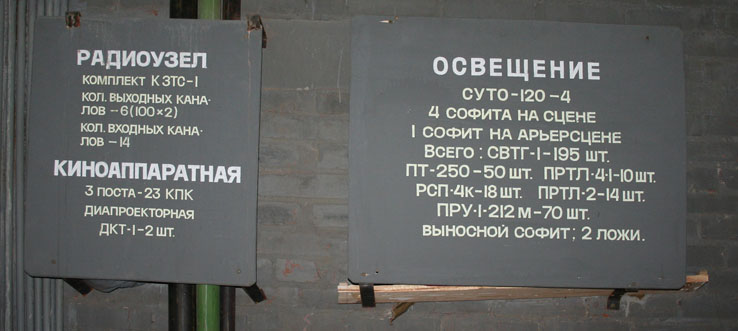 РАДИОУЗЕЛ
КОМПЛЕКТ КЗТС-1
КОЛ. ВЫХОДНЫХ КАНА-
ЛОВ - 6 (100×2)
КОЛ. ВХОДНЫХ КАНА-
ЛОВ - 14
КИНОАППАРАТНАЯ
3 ПОСТА - 23 КПК
ДИАПРОЕКТОРНАЯ
ДКТ-1-2 ШТ.
ОСВЕЩЕНИЕ
СУТО-120-4
4 СОФИТА НА СЦЕНЕ
1 СОФИТ НА АРЬЕРСЦЕНЕ
ВСЕГО: СВТГ-1-195 ШТ.
ПТ-250-50 ШТ. ПРТЛ-4-1-10 ШТ.
РСП-4К-18 ШТ. ПРТЛ-2-14 ШТ.
ПРУ-1-212 М-70 ШТ.
ВЫНОСНОЙ СОФИТ; 2 ЛОЖИ.